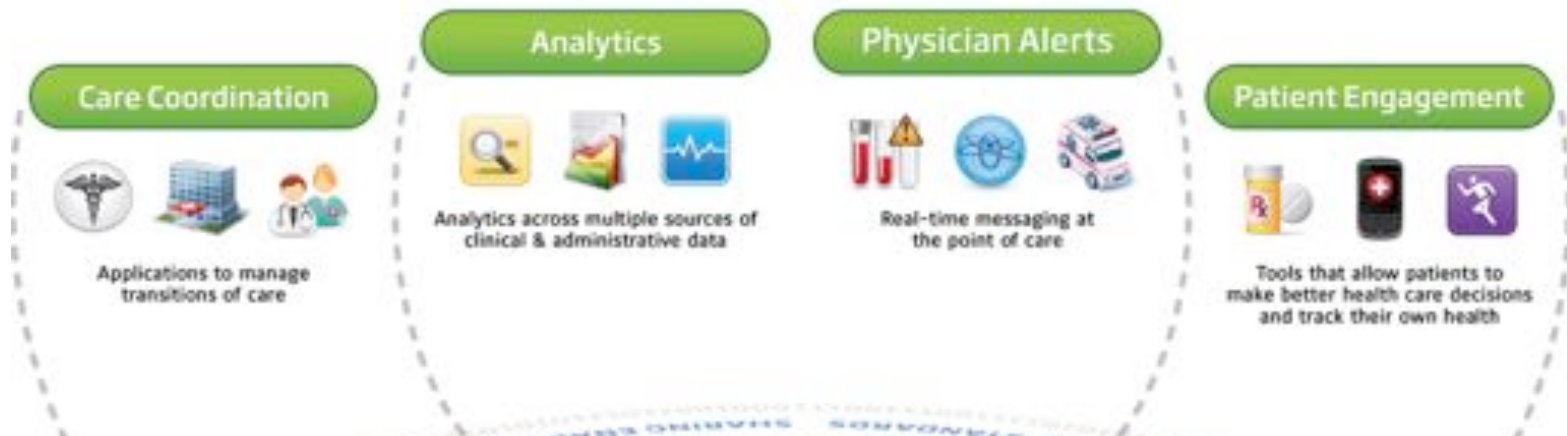 Care Coordination
Applications to manage
transitions of care
Analytics
Analytics across multiple sources of
clinical & administrative data
Physician Alerts
Real-time messaging at
the point of care
Patient Engagement
Rx
Tools that allow patients to
make better health care decisions
and track their own health
SHARING
STANDARDS